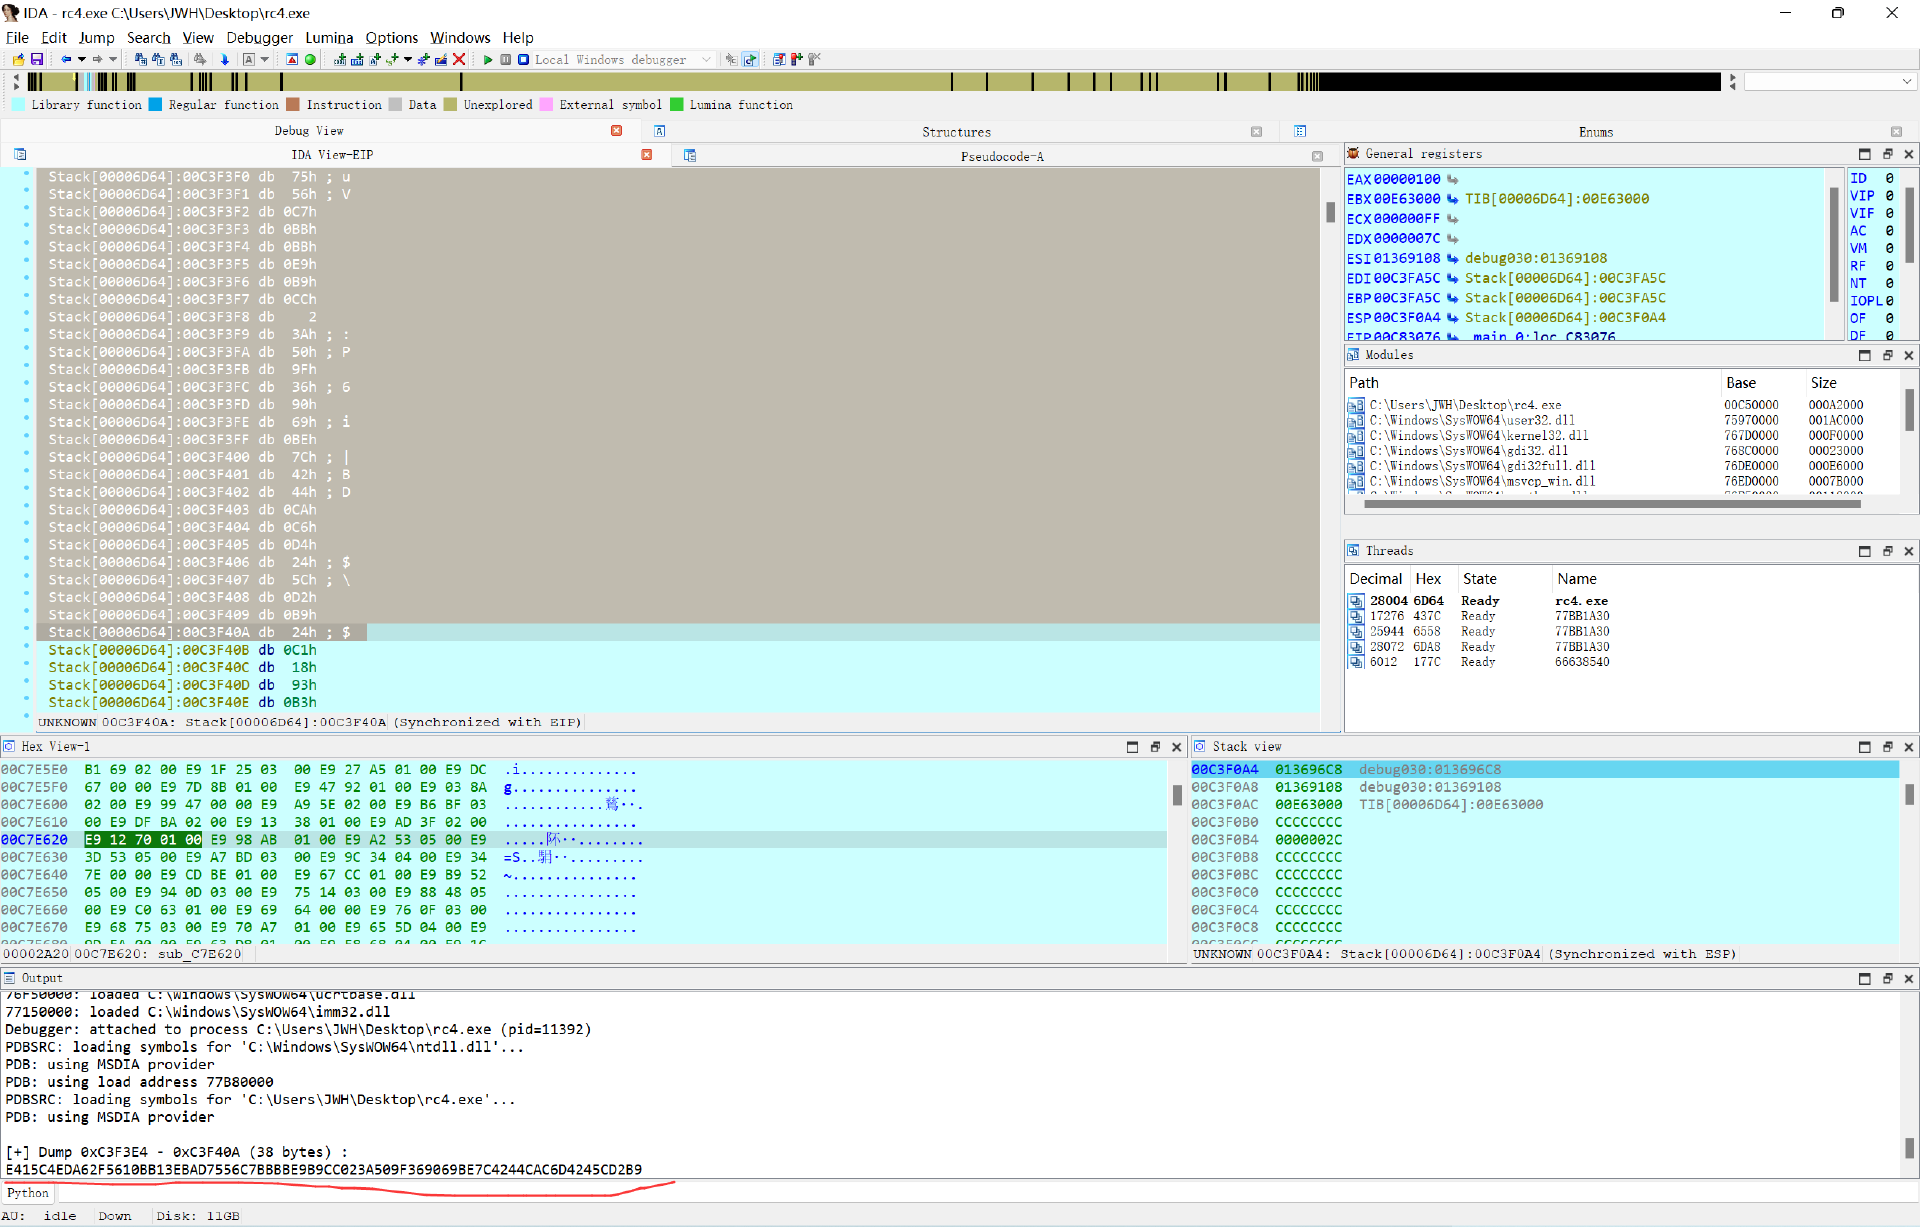 IDA - rc4.exe C:\Users\JWH\Desktop\rc4.exe
File Edit Jump Search View Debugger Lumina Options Windows Help
Local Windows debugger
Library function Regular function Instruction Data Unexplored External symbol Lumina function
Debug View Structures Enums
IDA View-EIP Pseudocode-A
Stack[00006D64]:00C3F3F0 db 75h ; u
Stack[00006D64]:00C3F3F1 db 56h ; V
Stack[00006D64]:00C3F3F2 db 0C7h
Stack[00006D64]:00C3F3F3 db 0BBh
Stack[00006D64]:00C3F3F4 db 0BBh
Stack[00006D64]:00C3F3F5 db 0E9h
Stack[00006D64]:00C3F3F6 db 0B9h
Stack[00006D64]:00C3F3F7 db 0CCh
Stack[00006D64]:00C3F3F8 db 2
Stack[00006D64]:00C3F3F9 db 3Ah ; :
Stack[00006D64]:00C3F3FA db 50h ; P
Stack[00006D64]:00C3F3FB db 9Fh
Stack[00006D64]:00C3F3FC db 36h ; 6
Stack[00006D64]:00C3F3FD db 90h
Stack[00006D64]:00C3F3FE db 69h ; i
Stack[00006D64]:00C3F3FF db 0BEh
Stack[00006D64]:00C3F400 db 7Ch ; |
Stack[00006D64]:00C3F401 db 42h ; B
Stack[00006D64]:00C3F402 db 44h ; D
Stack[00006D64]:00C3F403 db 0CAh
Stack[00006D64]:00C3F404 db 0C6h
Stack[00006D64]:00C3F405 db 0D4h
Stack[00006D64]:00C3F406 db 24h ; $
Stack[00006D64]:00C3F407 db 5Ch ; \
Stack[00006D64]:00C3F408 db 0D2h
Stack[00006D64]:00C3F409 db 0B9h
Stack[00006D64]:00C3F40A db 24h ; $
Stack[00006D64]:00C3F40B db 0C1h
Stack[00006D64]:00C3F40C db 18h
Stack[00006D64]:00C3F40D db 93h
Stack[00006D64]:00C3F40E db 0B3h
UNKNOWN 00C3F40A: Stack[00006D64]:00C3F40A (Synchronized with EIP)
General registers
EAX 00000100
EBX 00E63000 TIB[00006D64]:00E63000
ECX 000000FF
EDX 0000007C
ESI 01369108 debug030:01369108
EDI 00C3FA5C Stack[00006D64]:00C3FA5C
EBP 00C3FA5C Stack[00006D64]:00C3FA5C
ESP 00C3F0A4 Stack[00006D64]:00C3F0A4
EIP 00C83076 main_0:loc_C83076
ID 0
VIP 0
VIF 0
AC 0
VM 0
RF 0
NT 0
IOPL 0
OF 0
DF 0
Modules
Path Base Size
C:\Users\JWH\Desktop\rc4.exe 00C50000 000A2000
C:\Windows\SysWOW64\user32.dll 75970000 001AC000
C:\Windows\SysWOW64\kernel32.dll 767D0000 000F0000
C:\Windows\SysWOW64\gdi32.dll 768C0000 00023000
C:\Windows\SysWOW64\gdi32full.dll 76DE0000 000E6000
C:\Windows\SysWOW64\msvcp_win.dll 76ED0000 0007B000
Threads
Decimal Hex State Name
28004 6D64 Ready rc4.exe
17276 437C Ready 77BB1A30
25944 6558 Ready 77BB1A30
28072 6DA8 Ready 77BB1A30
6012 177C Ready 66638540
Hex View-1
00C7E5E0 B1 69 02 00 E9 1F 25 03 00 E9 27 A5 01 00 E9 DC .i..............
00C7E5F0 67 00 00 E9 7D 8B 01 00 E9 47 92 01 00 E9 03 8A g...............
00C7E600 02 00 E9 99 47 00 00 E9 A9 5E 02 00 E9 B6 BF 03
00C7E610 00 E9 DF BA 02 00 E9 13 38 01 00 E9 AD 3F 02 00 ................
00C7E620 E9 12 70 01 00 E9 98 AB 01 00 E9 A2 53 05 00 E9
00C7E630 3D 53 05 00 E9 A7 BD 03 00 E9 9C 34 04 00 E9 34
00C7E640 7E 00 00 E9 CD BE 01 00 E9 67 CC 01 00 E9 B9 52 ~...............
00C7E650 05 00 E9 94 0D 03 00 E9 75 14 03 00 E9 88 48 05 ................
00C7E660 00 E9 C0 63 01 00 E9 69 64 00 00 E9 76 0F 03 00 ................
00C7E670 E9 68 75 03 00 E9 70 A7 01 00 E9 65 5D 04 00 E9 ................
00002A20 00C7E620: sub_C7E620
Stack view
00C3F0A4 013696C8 debug030:013696C8
00C3F0A8 01369108 debug030:01369108
00C3F0AC 00E63000 TIB[00006D64]:00E63000
00C3F0B0 CCCCCCCC
00C3F0B4 0000002C
00C3F0B8 CCCCCCCC
00C3F0BC CCCCCCCC
00C3F0C0 CCCCCCCC
00C3F0C4 CCCCCCCC
00C3F0C8 CCCCCCCC
UNKNOWN 00C3F0A4: Stack[00006D64]:00C3F0A4 (Synchronized with ESP)
Output
76F50000: loaded C:\Windows\SysWOW64\ucrtbase.dll
77150000: loaded C:\Windows\SysWOW64\imm32.dll
Debugger: attached to process C:\Users\JWH\Desktop\rc4.exe (pid=11392)
PDBSRC: loading symbols for 'C:\Windows\SysWOW64\ntdll.dll'...
PDB: using MSDIA provider
PDB: using load address 77B80000
PDBSRC: loading symbols for 'C:\Users\JWH\Desktop\rc4.exe'...
PDB: using MSDIA provider
[+] Dump 0xC3F3E4 - 0xC3F40A (38 bytes) :
E415C4EDA62F5610BB13EBAD7556C7BBBBE9B9CC023A509F369069BE7C4244CAC6D4245CD2B9
Python
AU: idle Down Disk: 11GB